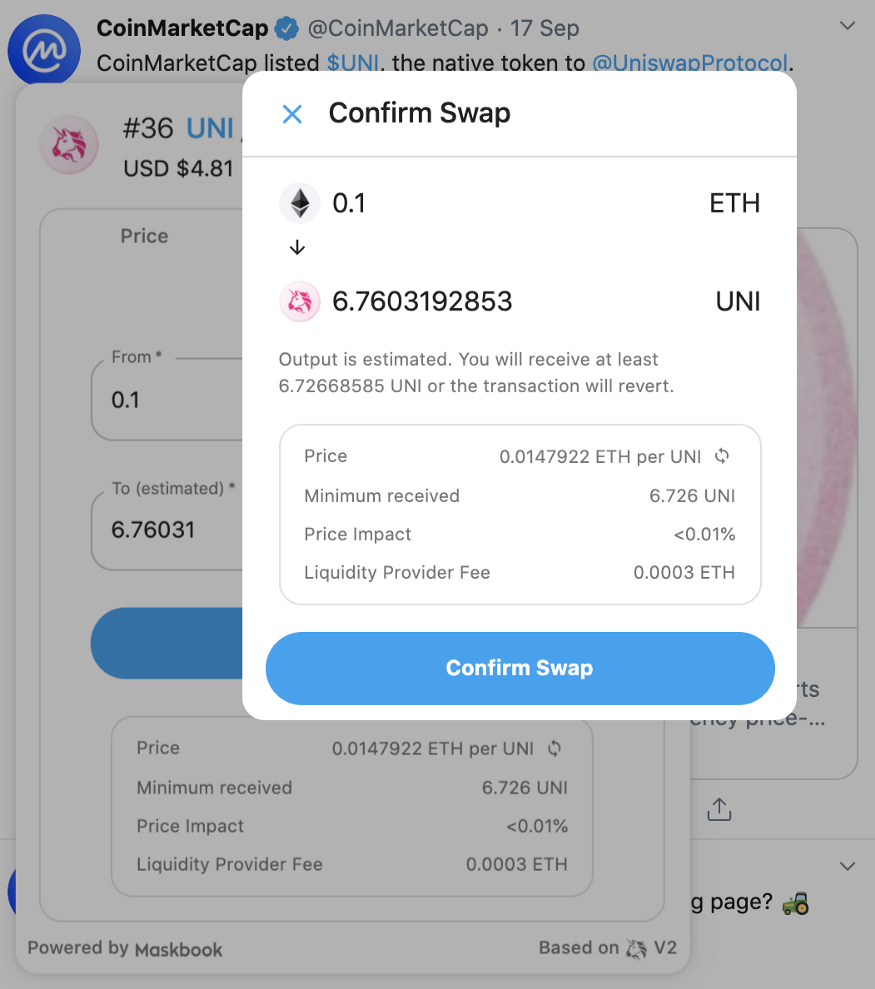 CoinMarketCap @CoinMarketCap · 17 Sep
CoinMarketCap listed $UNI, the native token to @UniswapProtocol.
#36 UNI
USD $4.81
Price
From *
0.1
To (estimated) *
6.76031
Confirm Swap
0.1 ETH
6.7603192853 UNI
Output is estimated. You will receive at least
6.72668585 UNI or the transaction will revert.
Price 0.0147922 ETH per UNI
Minimum received 6.726 UNI
Price Impact <0.01%
Liquidity Provider Fee 0.0003 ETH
Confirm Swap
Price 0.0147922 ETH per UNI
Minimum received 6.726 UNI
Price Impact <0.01%
Liquidity Provider Fee 0.0003 ETH
price-...
page?
Powered by Maskbook
Based on V2